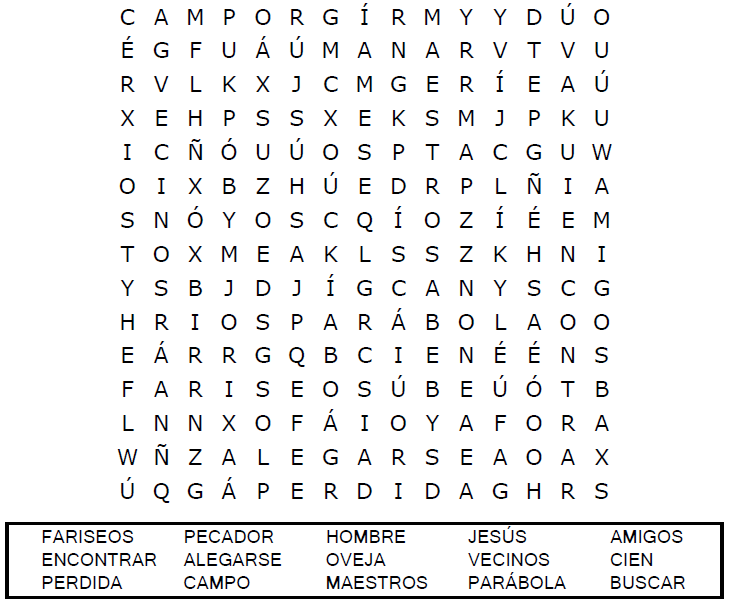 C A M P O R G Í R M Y Y D Ú O
É G F U Á Ú M A N A R V T V U
R V L K X J C M G E R Í E A Ú
X E H P S S X E K S M J P K U
I C Ñ Ó U Ú O S P T A C G U W
O I X B Z H Ú E D R P L Ñ I A
S N Ó Y O S C Q Í O Z Í É E M
T O X M E A K L S S Z K H N I
Y S B J D J Í G C A N Y S C G
H R I O S P A R Á B O L A O O
E Á R R G Q B C I E N É É N S
F A R I S E O S Ú B E Ú Ó T B
L N N X O F Á I O Y A F O R A
W Ñ Z A L E G A R S E A O A X
Ú Q G Á P E R D I D A G H R S
FARISEOS PECADOR HOMBRE JESÚS AMIGOS
ENCONTRAR ALEGARSE OVEJA VECINOS CIEN
PERDIDA CAMPO MAESTROS PARÁBOLA BUSCAR